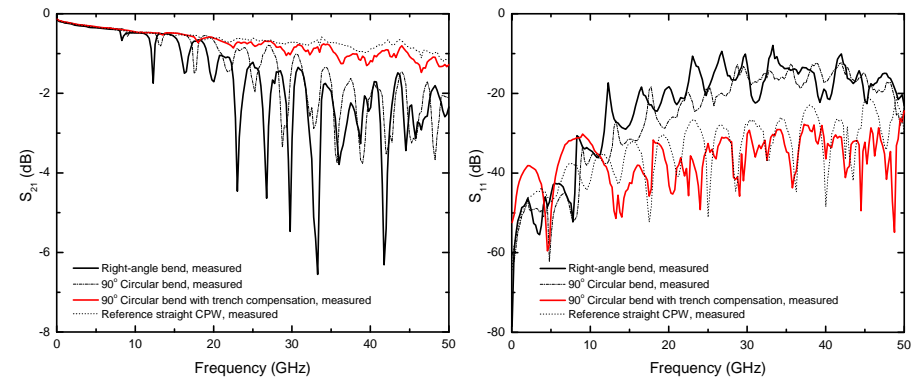 0
-2
-4
-6
-8
S21 (dB)
Right-angle bend, measured
90° Circular bend, measured
90° Circular bend with trench compensation, measured
Reference straight CPW, measured
0 10 20 30 40 50
Frequency (GHz)
0
-20
-40
-60
-80
S11 (dB)
Right-angle bend, measured
90° Circular bend, measured
90° Circular bend with trench compensation, measured
Reference straight CPW, measured
0 10 20 30 40 50
Frequency (GHz)